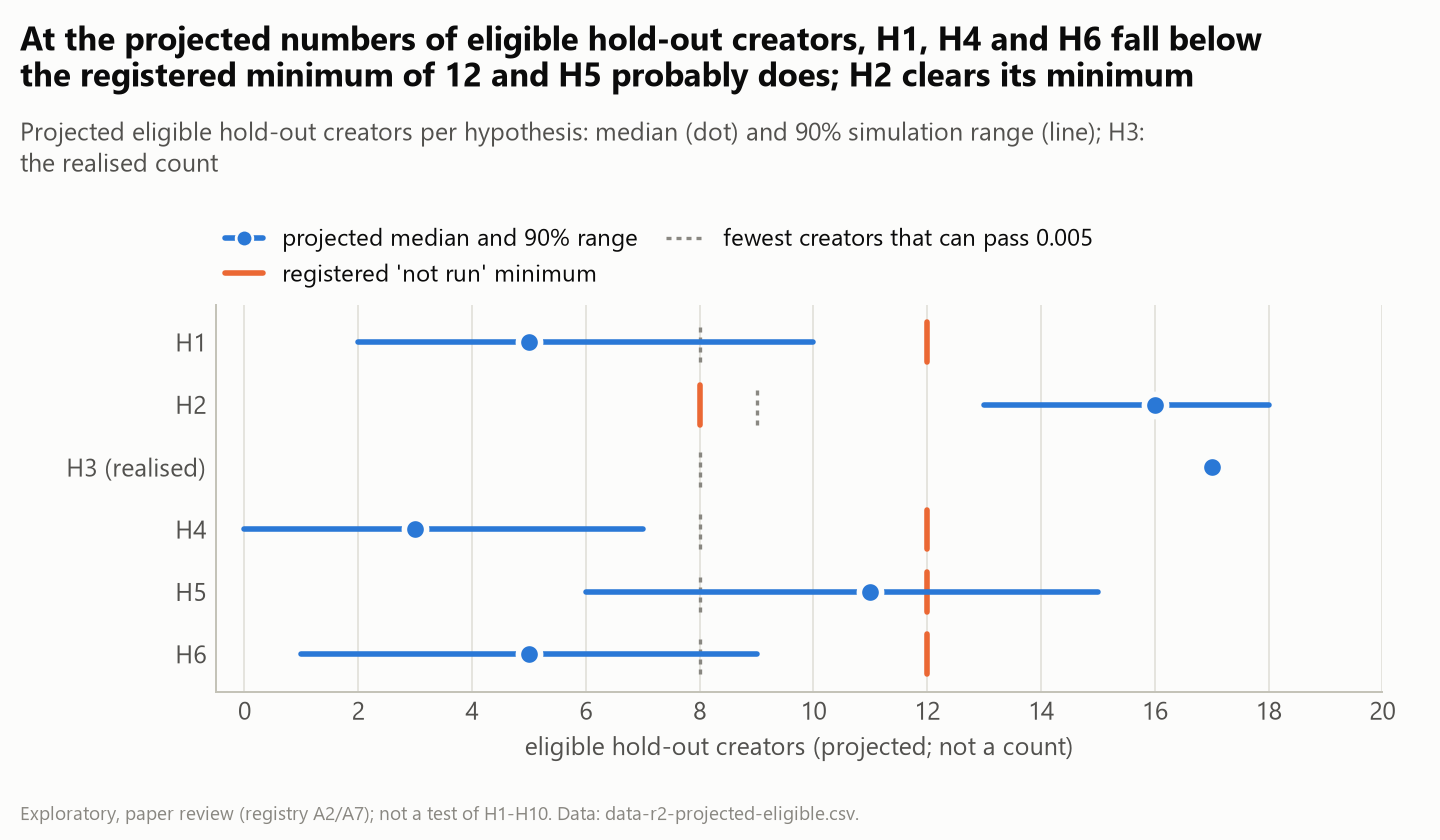 At the projected numbers of eligible hold-out creators, H1, H4 and H6 fall below
the registered minimum of 12 and H5 probably does; H2 clears its minimum
Projected eligible hold-out creators per hypothesis: median (dot) and 90% simulation range (line); H3:
the realised count
projected median and 90% range
fewest creators that can pass 0.005
registered 'not run' minimum
H1
H2
H3 (realised)
H4
H5
H6
0 2 4 6 8 10 12 14 16 18 20
eligible hold-out creators (projected; not a count)
Exploratory, paper review (registry A2/A7); not a test of H1-H10. Data: data-r2-projected-eligible.csv.